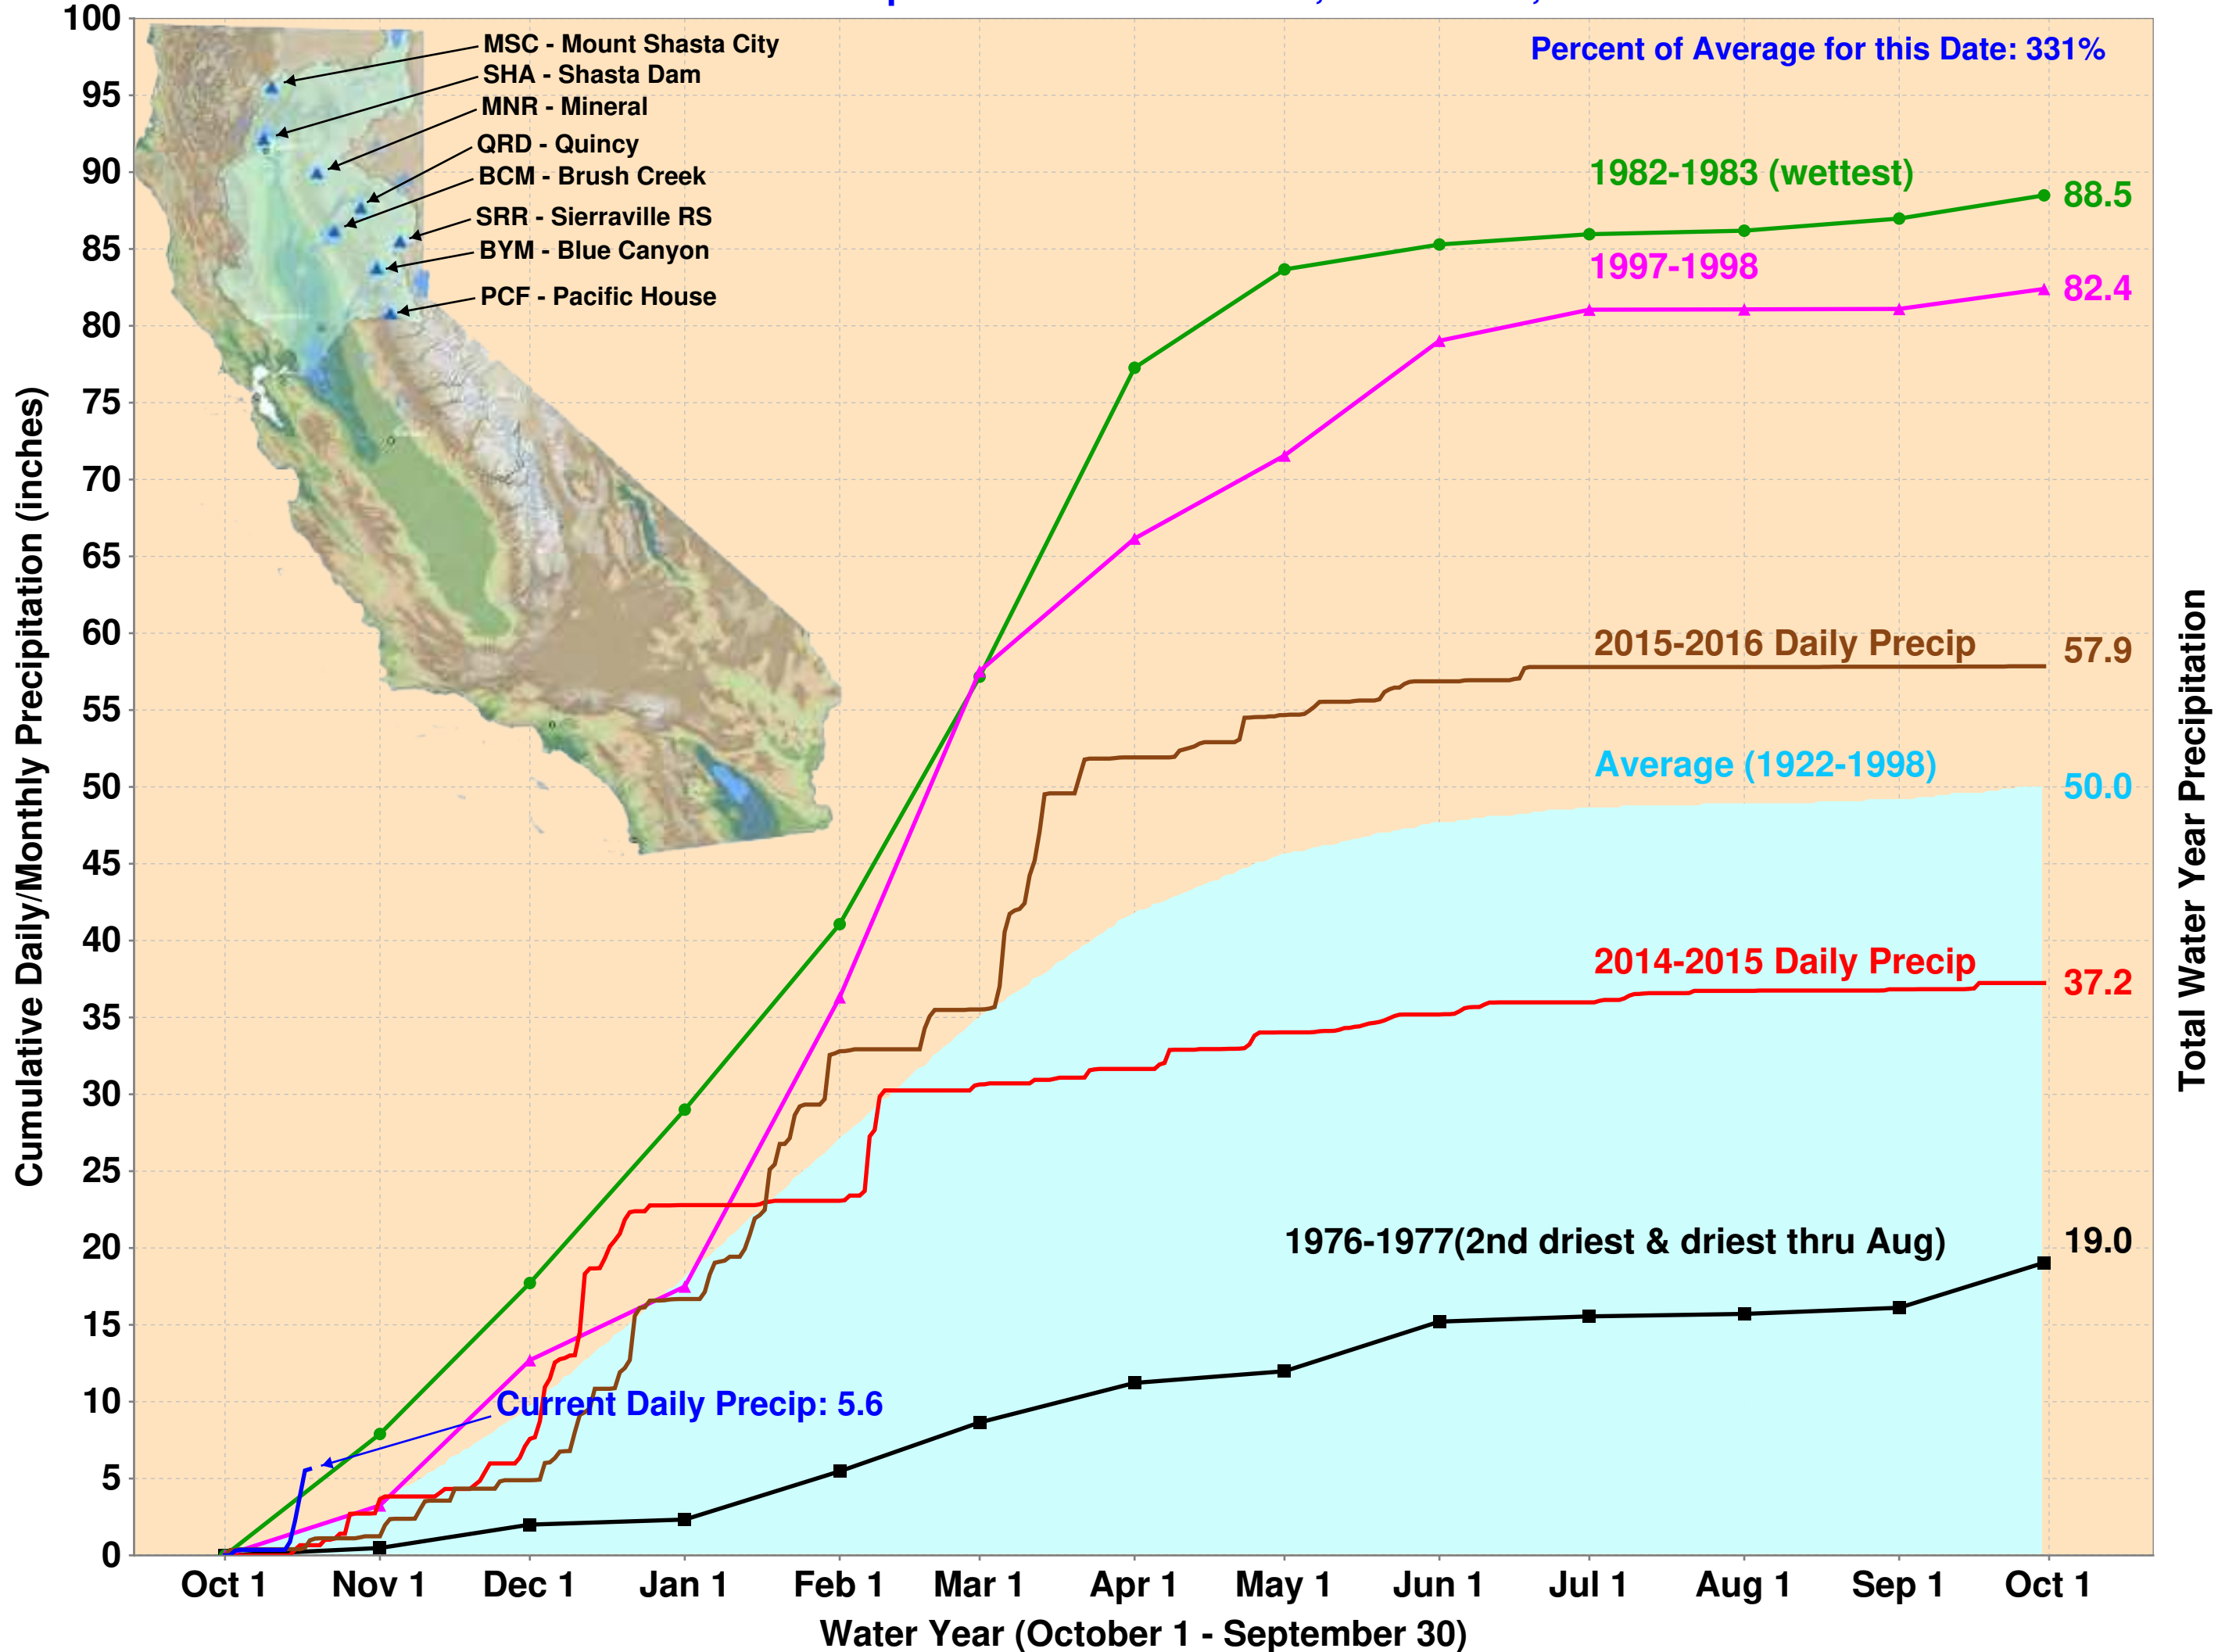 Percent of Average for this Date: 331%
100
95
90
85
80
75
70
65
60
55
50
45
40
35
30
25
20
15
10
5
0
MSC - Mount Shasta City
SHA - Shasta Dam
MNR - Mineral
QRD - Quincy
BCM - Brush Creek
SRR - Sierraville RS
BYM - Blue Canyon
PCF - Pacific House
1982-1983 (wettest)
88.5
1997-1998
82.4
2015-2016 Daily Precip
57.9
Average (1922-1998)
50.0
2014-2015 Daily Precip
37.2
1976-1977(2nd driest & driest thru Aug)
19.0
Current Daily Precip: 5.6
Cumulative Daily/Monthly Precipitation (inches)
Total Water Year Precipitation
Oct 1 Nov 1 Dec 1 Jan 1 Feb 1 Mar 1 Apr 1 May 1 Jun 1 Jul 1 Aug 1 Sep 1 Oct 1
Water Year (October 1 - September 30)